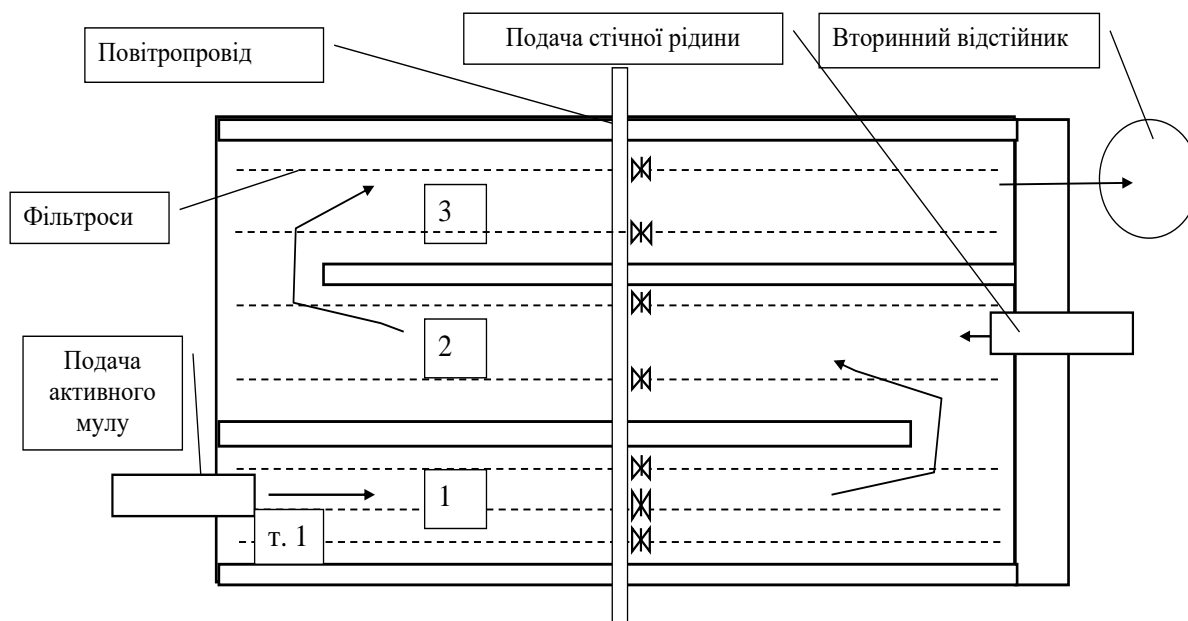 Повітропровід
Подача стічної рідини
Вторинний відстійник
Фільтроси
3
2
Подача
активного
мулу
1
т. 1